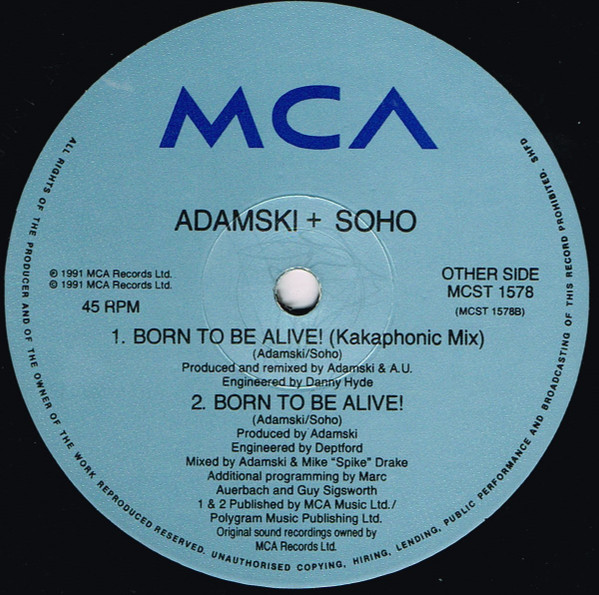 MCA
ADAMSKI + SOHO
© 1991 MCA Records Ltd.
© 1991 MCA Records Ltd.
45 RPM
OTHER SIDE
MCST 1578
(MCST 1578B)
1. BORN TO BE ALIVE! (Kakaphonic Mix)
(Adamski/Soho)
Produced and remixed by Adamski & A.U.
Engineered by Danny Hyde
2. BORN TO BE ALIVE!
(Adamski/Soho)
Produced by Adamski
Engineered by Deptford
Mixed by Adamski & Mike "Spike" Drake
Additional programming by Marc
Auerbach and Guy Sigsworth
1 & 2 Published by MCA Music Ltd./
Polygram Music Publishing Ltd.
Original sound recordings owned by
MCA Records Ltd.
ALL RIGHTS OF THE PRODUCER AND OF THE OWNER OF THE WORK REPRODUCED RESERVED. UNAUTHORISED COPYING, HIRING, LENDING, PUBLIC PERFORMANCE AND BROADCASTING OF THIS RECORD PROHIBITED. SHFD